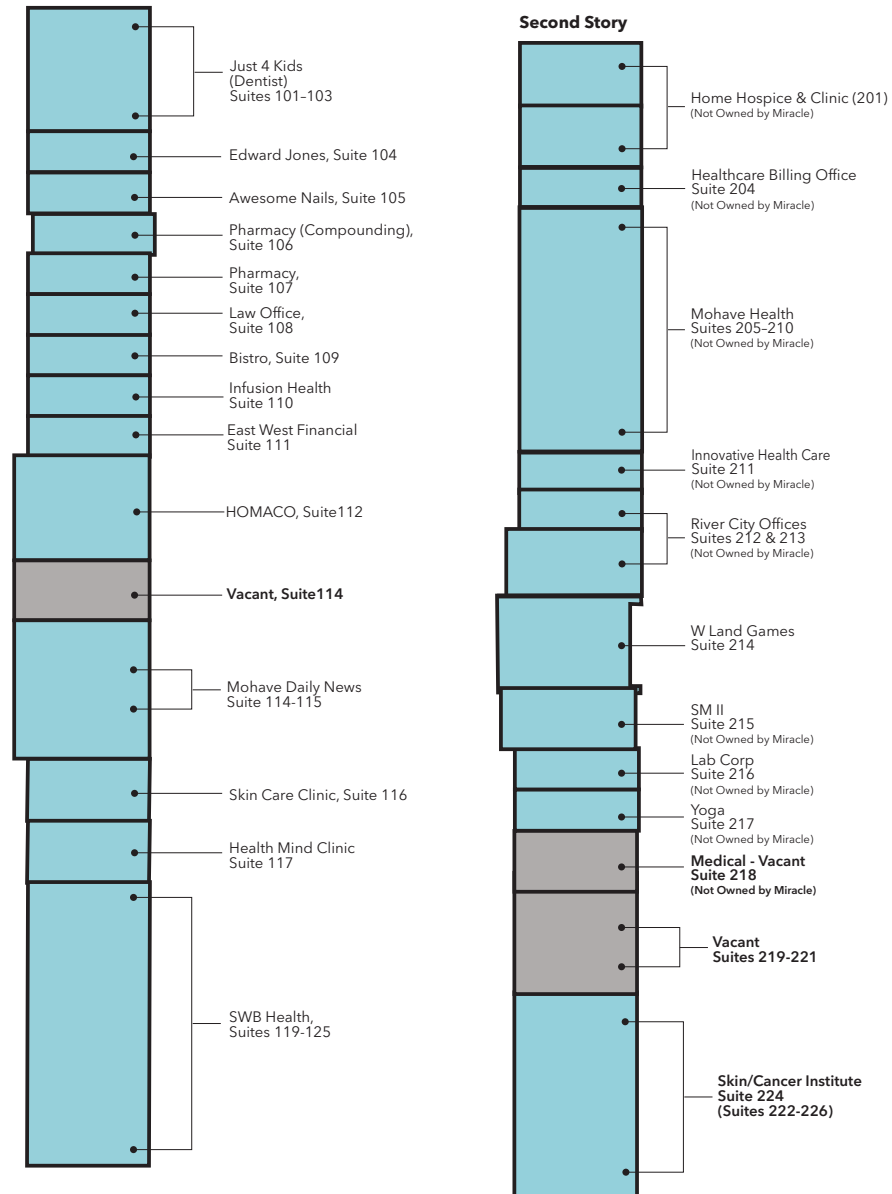 Just 4 Kids
(Dentist)
Suites 101–103
Edward Jones, Suite 104
Awesome Nails, Suite 105
Pharmacy (Compounding),
Suite 106
Pharmacy,
Suite 107
Law Office,
Suite 108
Bistro, Suite 109
Infusion Health
Suite 110
East West Financial
Suite 111
HOMACO, Suite112
Vacant, Suite114
Mohave Daily News
Suite 114-115
Skin Care Clinic, Suite 116
Health Mind Clinic
Suite 117
SWB Health,
Suites 119-125
Second Story
Home Hospice & Clinic (201)
(Not Owned by Miracle)
Healthcare Billing Office
Suite 204
(Not Owned by Miracle)
Mohave Health
Suites 205–210
(Not Owned by Miracle)
Innovative Health Care
Suite 211
(Not Owned by Miracle)
River City Offices
Suites 212 & 213
(Not Owned by Miracle)
W Land Games
Suite 214
SM II
Suite 215
(Not Owned by Miracle)
Lab Corp
Suite 216
(Not Owned by Miracle)
Yoga
Suite 217
(Not Owned by Miracle)
Medical - Vacant
Suite 218
(Not Owned by Miracle)
Vacant
Suites 219-221
Skin/Cancer Institute
Suite 224
(Suites 222-226)